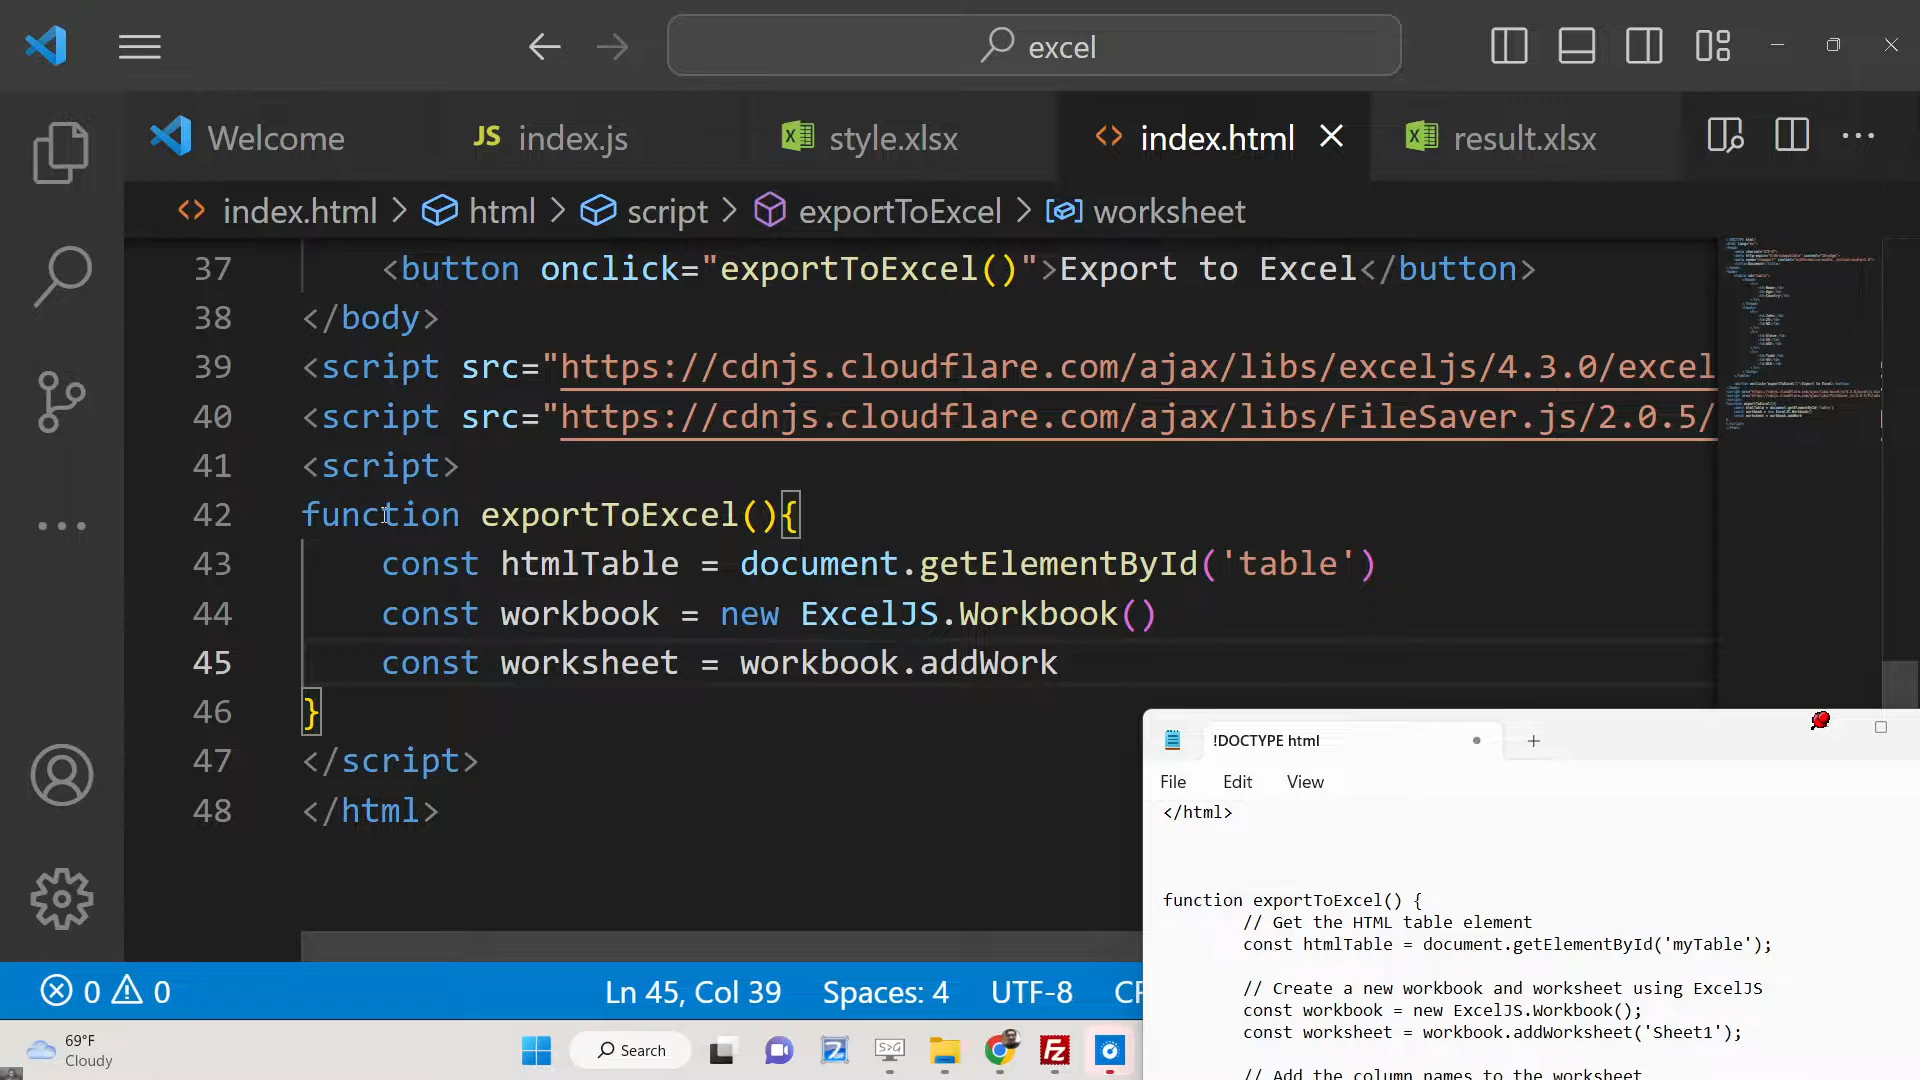 excel
Welcome
JS index.js
style.xlsx
index.html
result.xlsx
index.html > html > script > exportToExcel > worksheet
37 <button onclick="exportToExcel()">Export to Excel</button>
38 </body>
39 <script src="https://cdnjs.cloudflare.com/ajax/libs/exceljs/4.3.0/excel
40 <script src="https://cdnjs.cloudflare.com/ajax/libs/FileSaver.js/2.0.5/
41 <script>
42 function exportToExcel(){
43 const htmlTable = document.getElementById('table')
44 const workbook = new ExcelJS.Workbook()
45 const worksheet = workbook.addWork
46 }
47 </script>
48 </html>
!DOCTYPE html
File Edit View
</html>
function exportToExcel() {
// Get the HTML table element
const htmlTable = document.getElementById('myTable');
// Create a new workbook and worksheet using ExcelJS
const workbook = new ExcelJS.Workbook();
const worksheet = workbook.addWorksheet('Sheet1');
// Add the column names to the worksheet
0 0
Ln 45, Col 39 Spaces: 4 UTF-8
69°F
Cloudy
Search